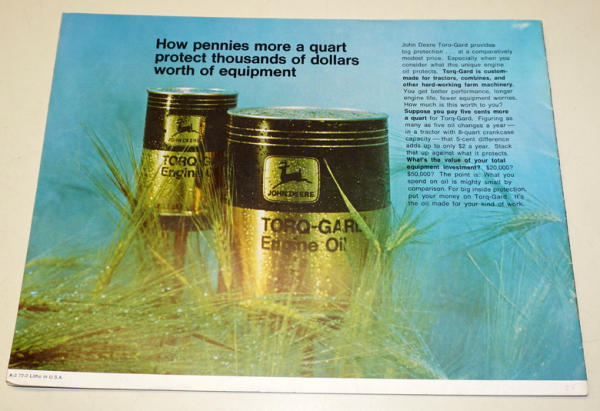 How pennies more a quart
protect thousands of dollars
worth of equipment
John Deere Torq-Gard provides
big protection . . . at a comparatively
modest price. Especially when you
consider what this unique engine
oil protects. Torq-Gard is custom-
made for tractors, combines, and
other hard-working farm machinery.
You get better performance, longer
engine life, fewer equipment worries.
How much is this worth to you?
Suppose you pay five cents more
a quart for Torq-Gard. Figuring as
many as five oil changes a year—
in a tractor with 8-quart crankcase
capacity—that 5-cent difference
adds up to only $2 a year. Stack
that up against what it protects.
What's the value of your total
equipment investment? $20,000?
$50,000? The point is: What you
spend on oil is mighty small by
comparison. For big inside protection,
put your money on Torq-Gard. It's
the oil made for your kind of work.
JOHN DEERE
TORQ-G
Engine
JOHN DEERE
TORQ-GARD
Engine Oil
Litho in U.S.A.